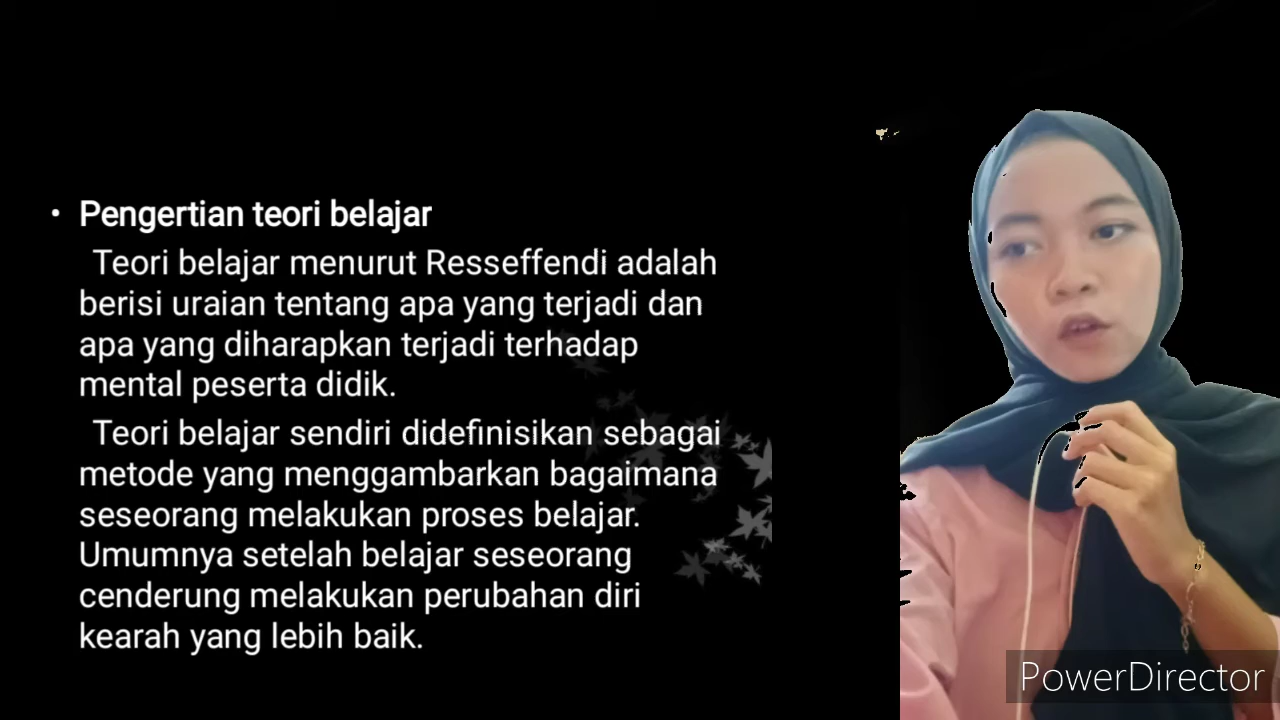 • Pengertian teori belajar
Teori belajar menurut Resseffendi adalah
berisi uraian tentang apa yang terjadi dan
apa yang diharapkan terjadi terhadap
mental peserta didik.
Teori belajar sendiri didefinisikan sebagai
metode yang menggambarkan bagaimana
seseorang melakukan proses belajar.
Umumnya setelah belajar seseorang
cenderung melakukan perubahan diri
kearah yang lebih baik.
PowerDirector